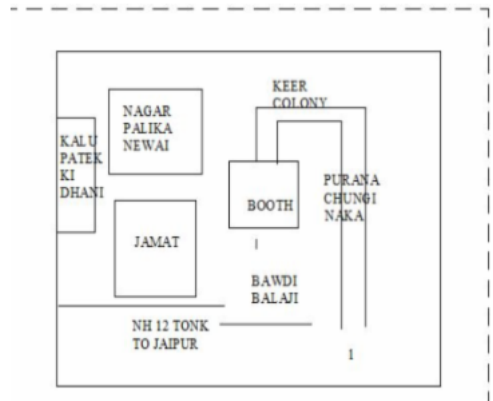 KEER
COLONY
NAGAR
PALIKA
NEWAI
KALU
PATEK
KI
DHANI
PURANA
CHUNGI
NAKA
BOOTH
JAMAT
BAWDI
BALAJI
NH 12 TONK
TO JAIPUR
1